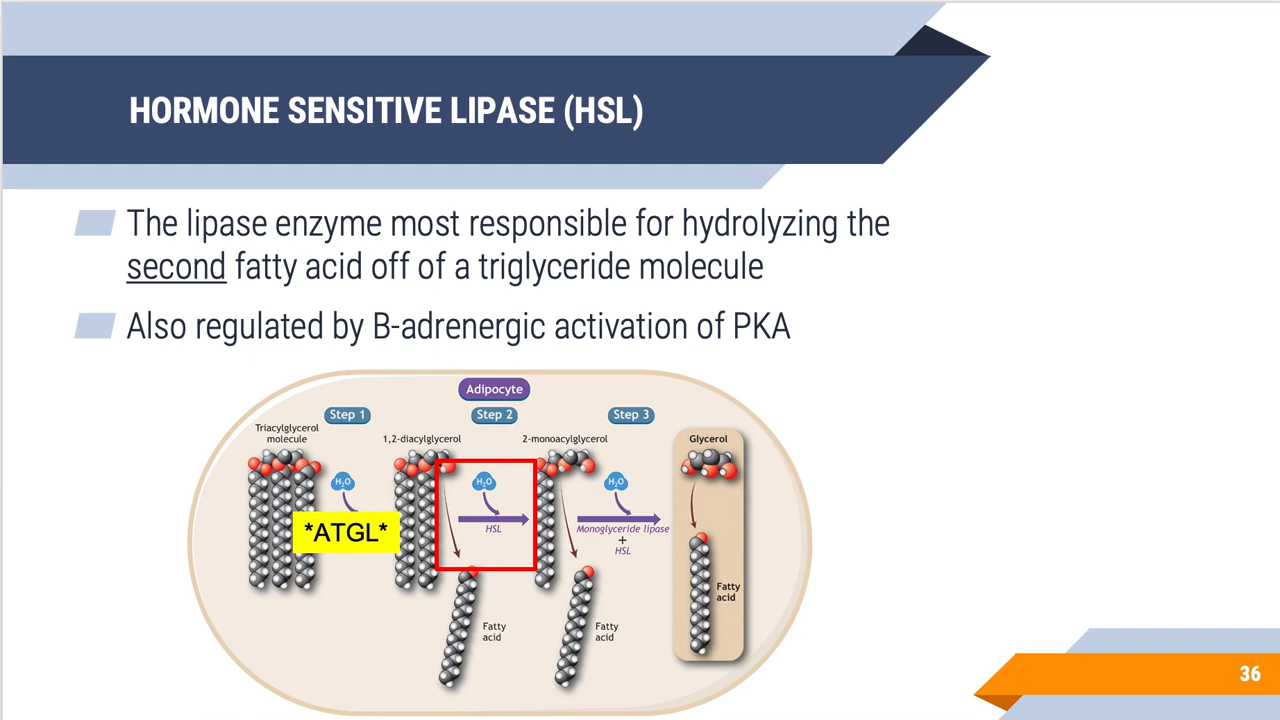 HORMONE SENSITIVE LIPASE (HSL)
The lipase enzyme most responsible for hydrolyzing the
second fatty acid off of a triglyceride molecule
Also regulated by B-adrenergic activation of PKA
Adipocyte
Step 1
Step 2
Step 3
Triacylglycerol
molecule
1,2-diacylglycerol
2-monoacylglycerol
Glycerol
H2O
H2O
H2O
*ATGL*
HSL
Monoglyceride lipase
+
HSL
Fatty
acid
Fatty
acid
Fatty
acid
36